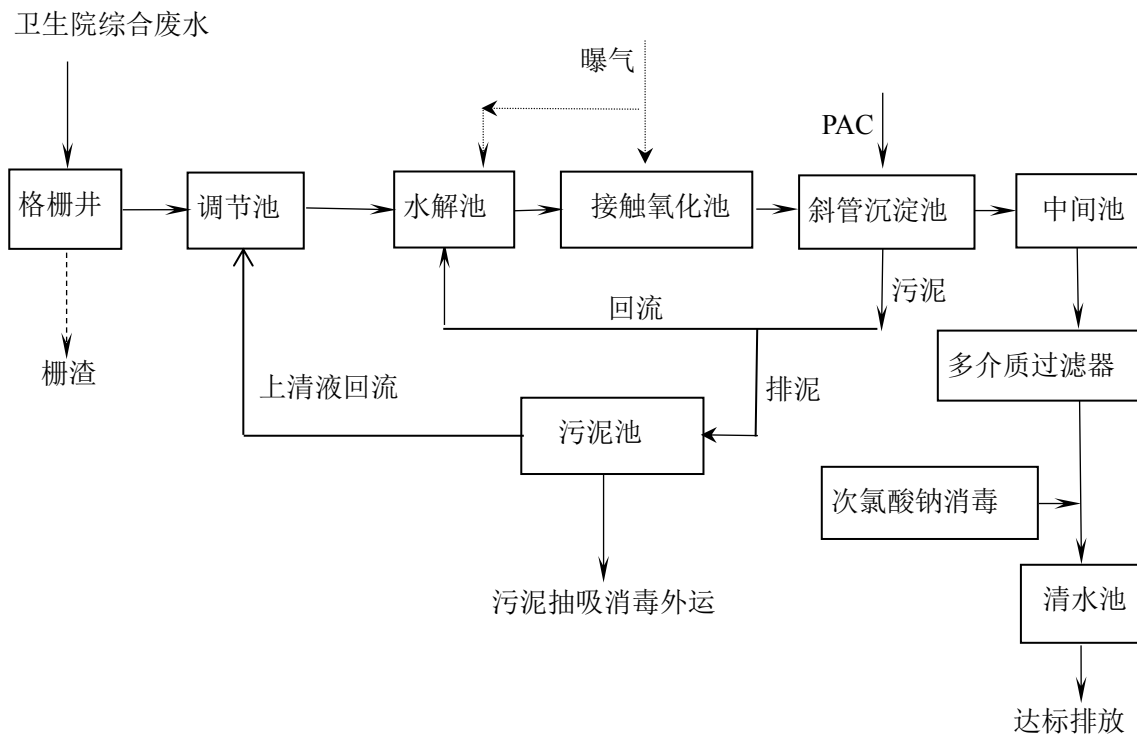 卫生院综合废水
曝气
PAC
格栅井
调节池
水解池
接触氧化池
斜管沉淀池
中间池
回流
污泥
栅渣
上清液回流
排泥
多介质过滤器
污泥池
次氯酸钠消毒
污泥抽吸消毒外运
清水池
达标排放